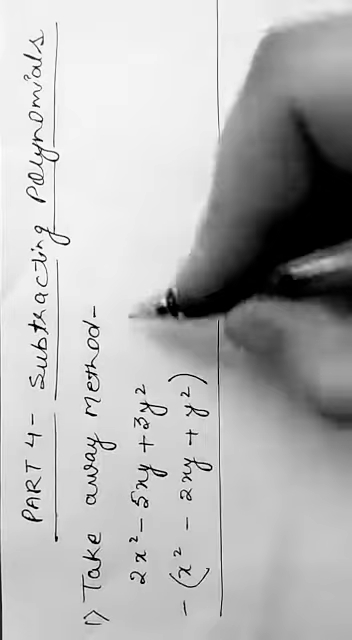 PART 4 - Subtracting Polynomials
1) Take away Method -
2x² - 5xy + 3y²
- (x² - 2xy + y²)